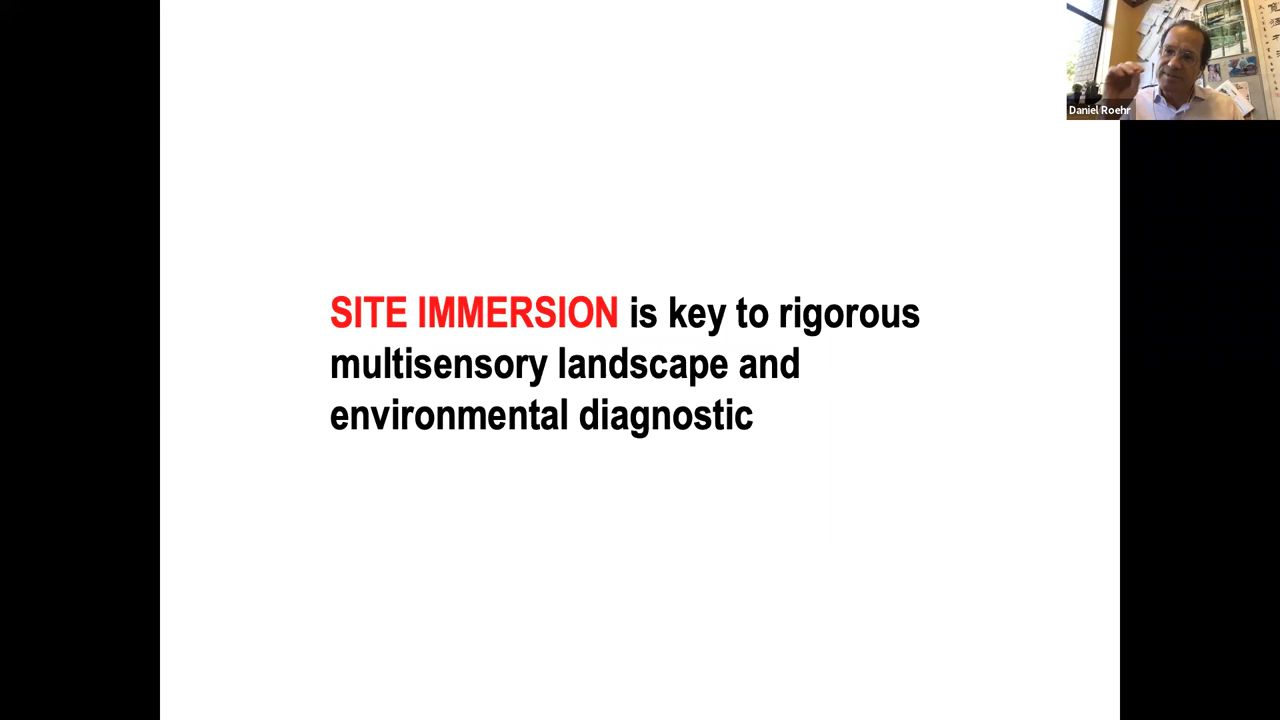 Daniel Roehr
SITE IMMERSION is key to rigorous
multisensory landscape and
environmental diagnostic